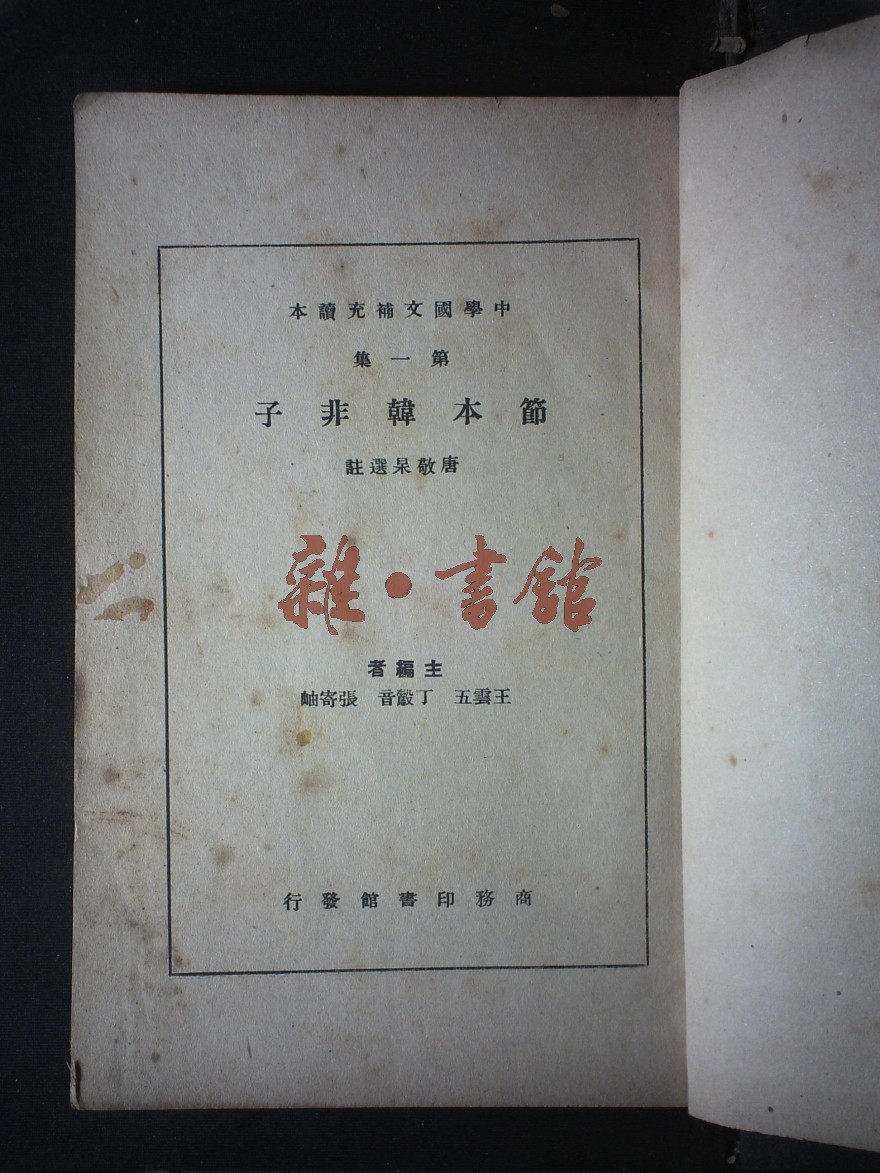 中學國文補充讀本
第一集
節本韓非子
唐敬杲選註
雜·書館
主編者
王雲五 丁瑴音 張寄岫
商務印書館發行